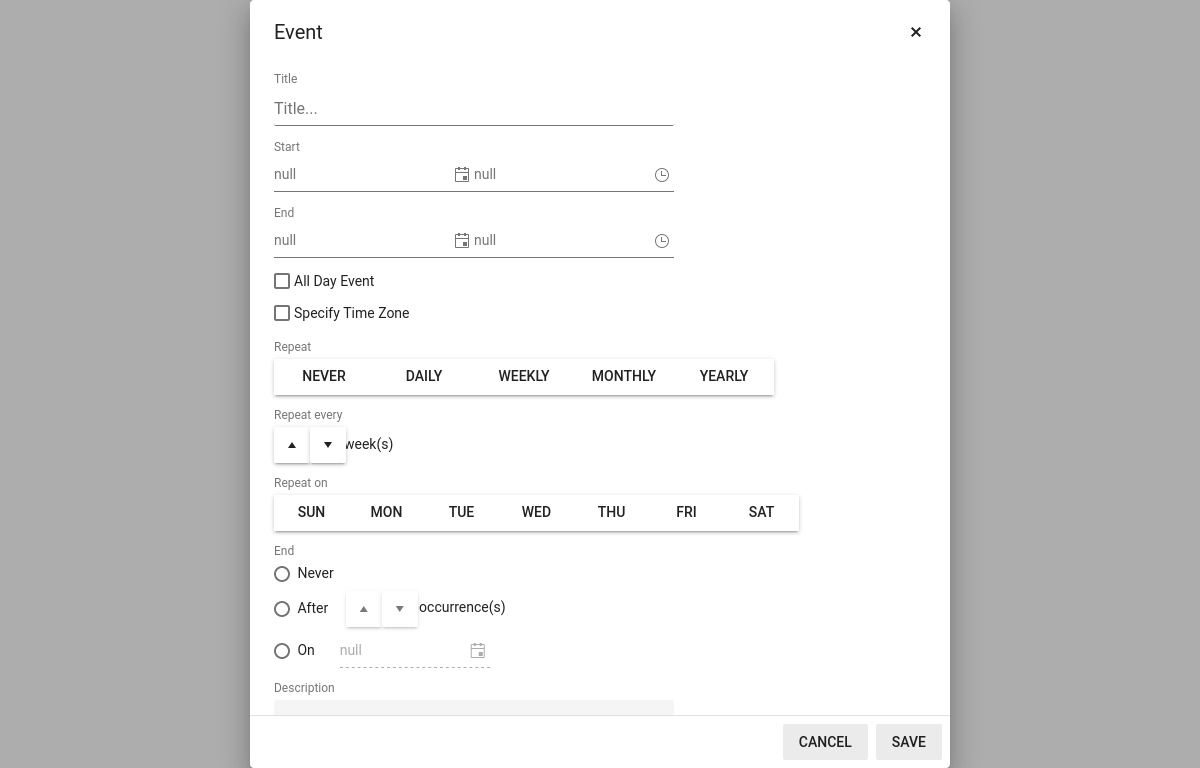 Event
Title
Title...
Start
null null
End
null null
All Day Event
Specify Time Zone
Repeat
NEVER DAILY WEEKLY MONTHLY YEARLY
Repeat every
week(s)
Repeat on
SUN MON TUE WED THU FRI SAT
End
Never
After occurrence(s)
On null
Description
CANCEL SAVE